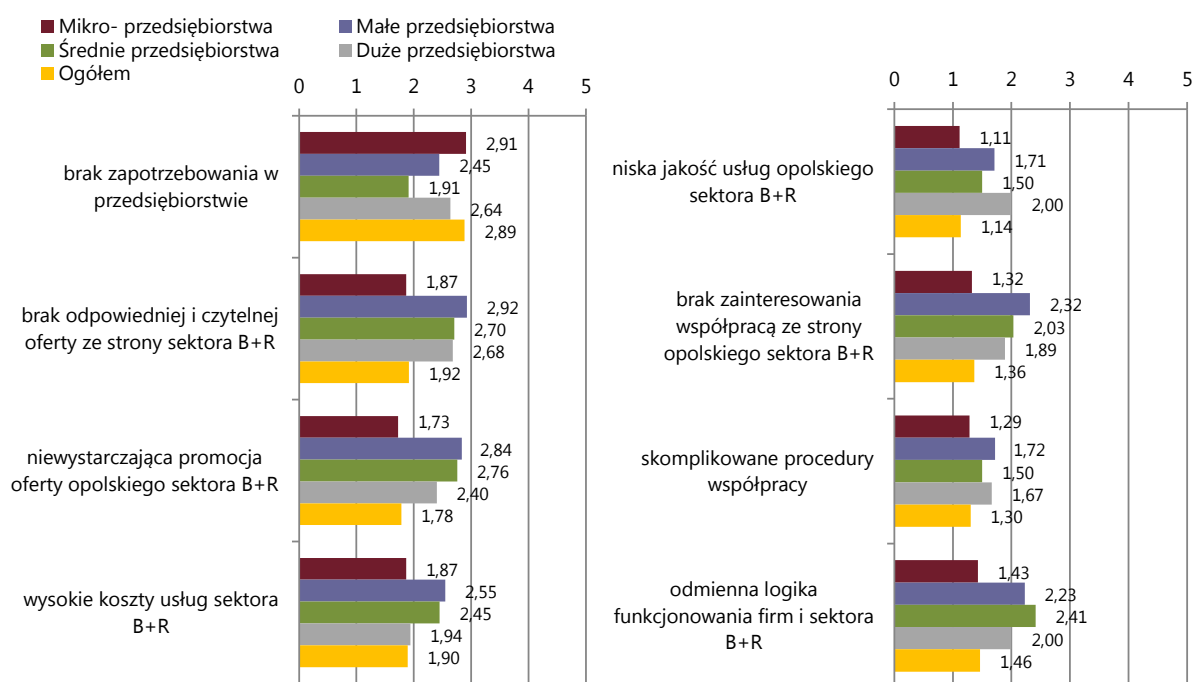 Mikro- przedsiębiorstwa
Małe przedsiębiorstwa
Średnie przedsiębiorstwa
Duże przedsiębiorstwa
Ogółem
0 1 2 3 4 5
brak zapotrzebowania w
przedsiębiorstwie
2,91
2,45
1,91
2,64
2,89
brak odpowiedniej i czytelnej
oferty ze strony sektora B+R
1,87
2,92
2,70
2,68
1,92
niewystarczająca promocja
oferty opolskiego sektora B+R
1,73
2,84
2,76
2,40
1,78
wysokie koszty usług sektora
B+R
1,87
2,55
2,45
1,94
1,90
0 1 2 3 4 5
niska jakość usług opolskiego
sektora B+R
1,11
1,71
1,50
2,00
1,14
brak zainteresowania
współpracą ze strony
opolskiego sektora B+R
1,32
2,32
2,03
1,89
1,36
skomplikowane procedury
współpracy
1,29
1,72
1,50
1,67
1,30
odmienna logika
funkcjonowania firm i sektora
B+R
1,43
2,23
2,41
2,00
1,46